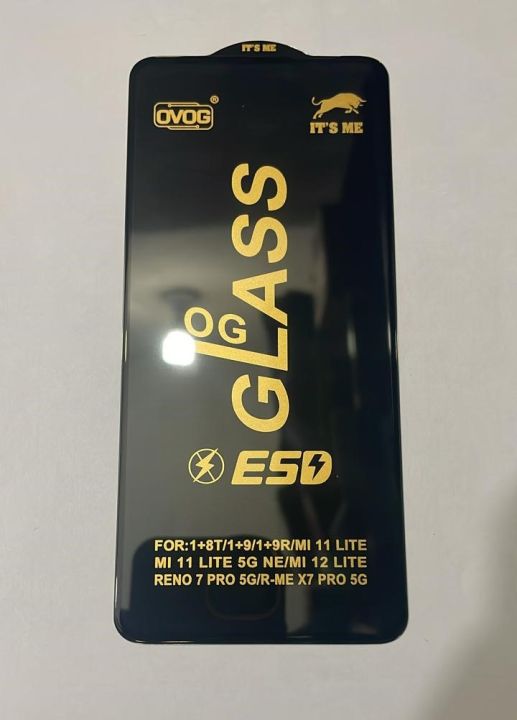 IT'S ME
OVOG®
IT'S ME
OG
GLASS
ESD
FOR:1+8T/1+9/1+9R/MI 11 LITE
MI 11 LITE 5G NE/MI 12 LITE
RENO 7 PRO 5G/R-ME X7 PRO 5G